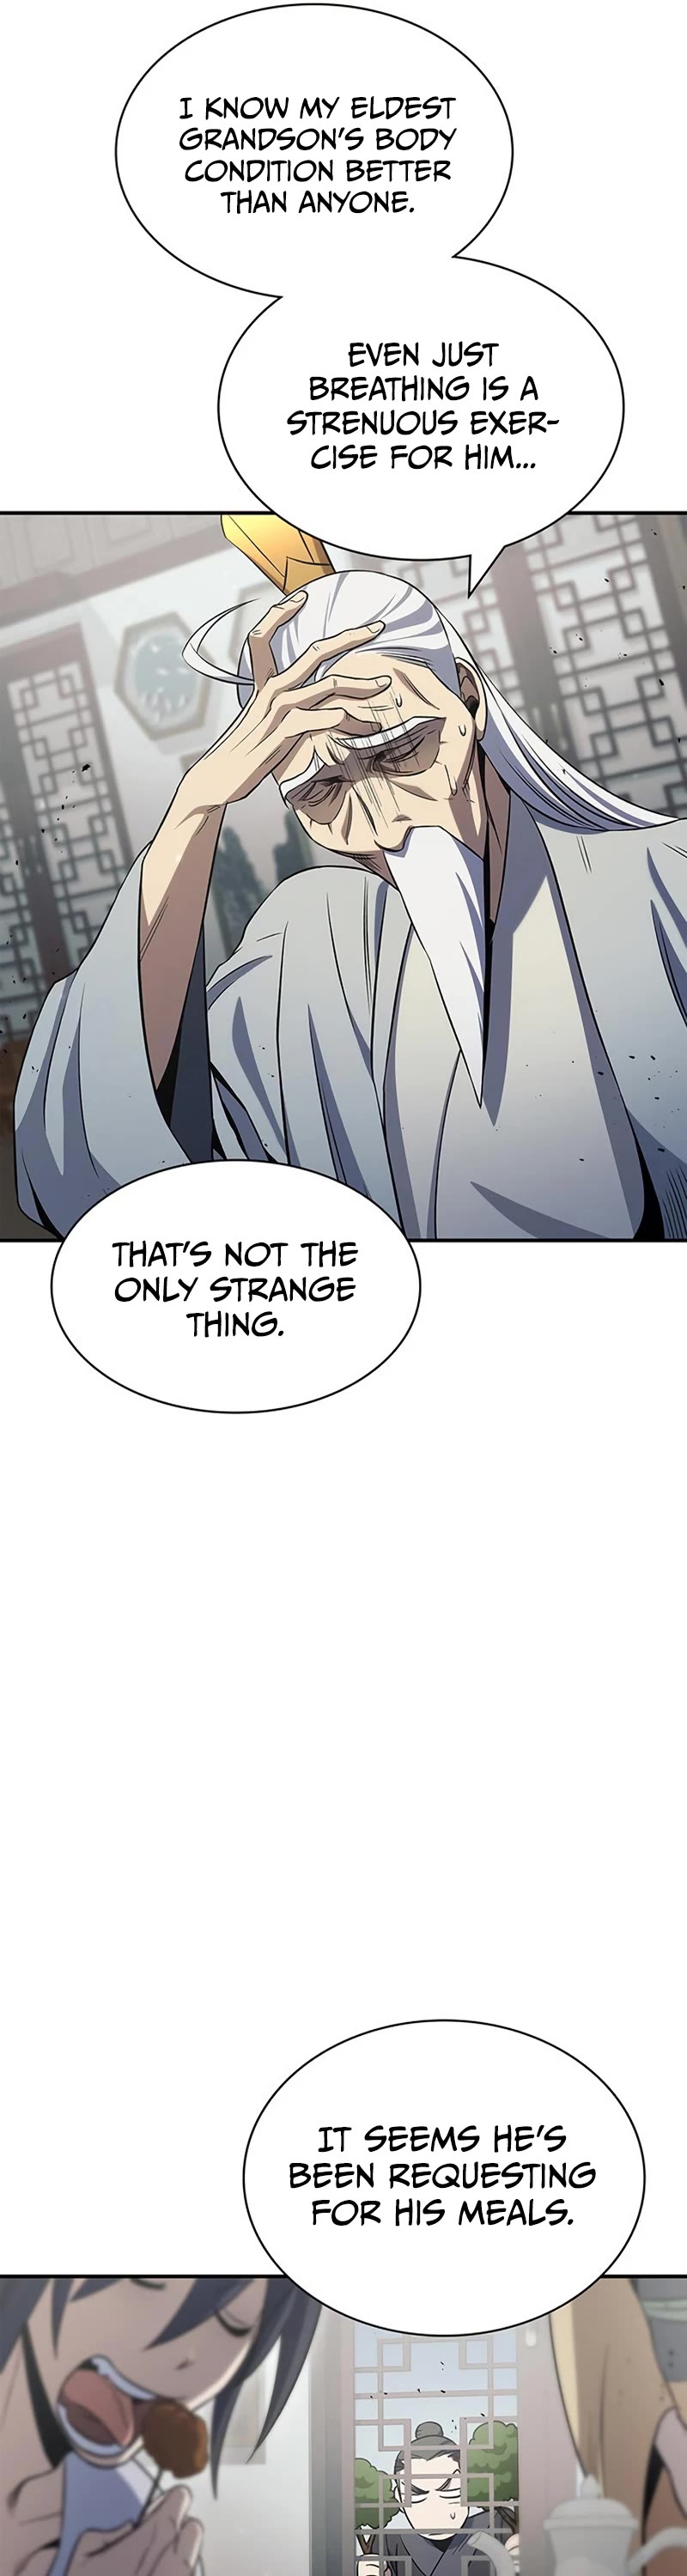 I KNOW MY ELDEST
GRANDSON'S BODY
CONDITION BETTER
THAN ANYONE.
EVEN JUST
BREATHING IS A
STRENUOUS EXER-
CISE FOR HIM...
THAT'S NOT THE
ONLY STRANGE
THING.
IT SEEMS HE'S
BEEN REQUESTING
FOR HIS MEALS.